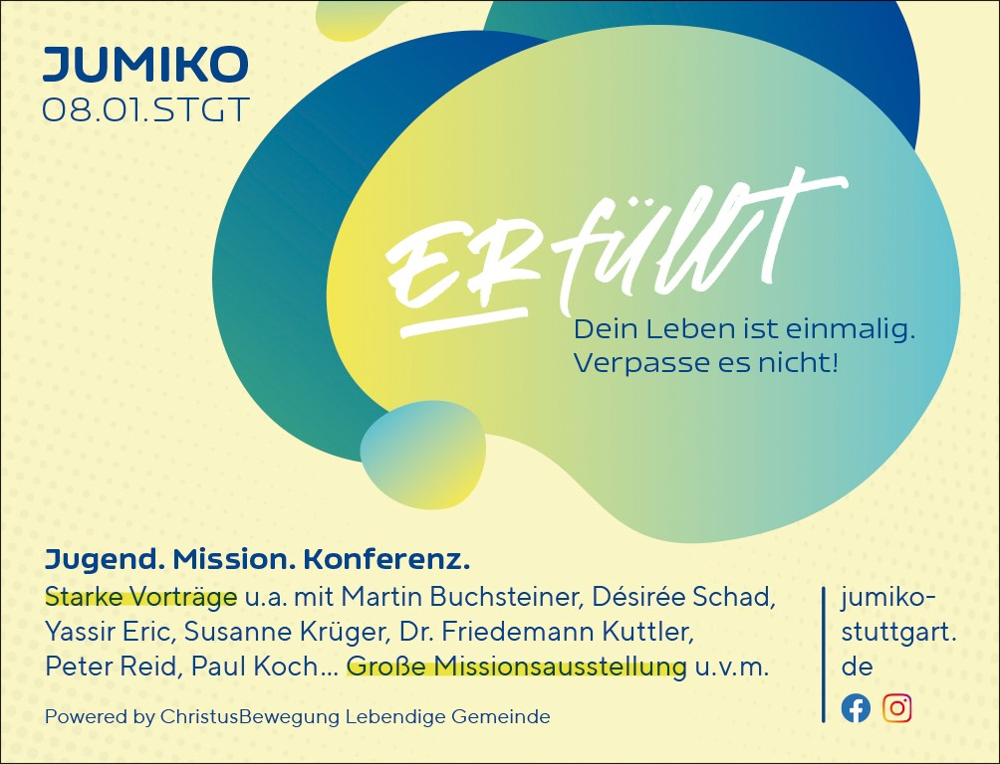 JUMIKO
08.01.STGT
ERfüllt
Dein Leben ist einmalig.
Verpasse es nicht!
Jugend. Mission. Konferenz.
Starke Vorträge u.a. mit Martin Buchsteiner, Désirée Schad,
Yassir Eric, Susanne Krüger, Dr. Friedemann Kuttler,
Peter Reid, Paul Koch... Große Missionsausstellung u.v.m.
Powered by ChristusBewegung Lebendige Gemeinde
jumiko-
stuttgart.
de